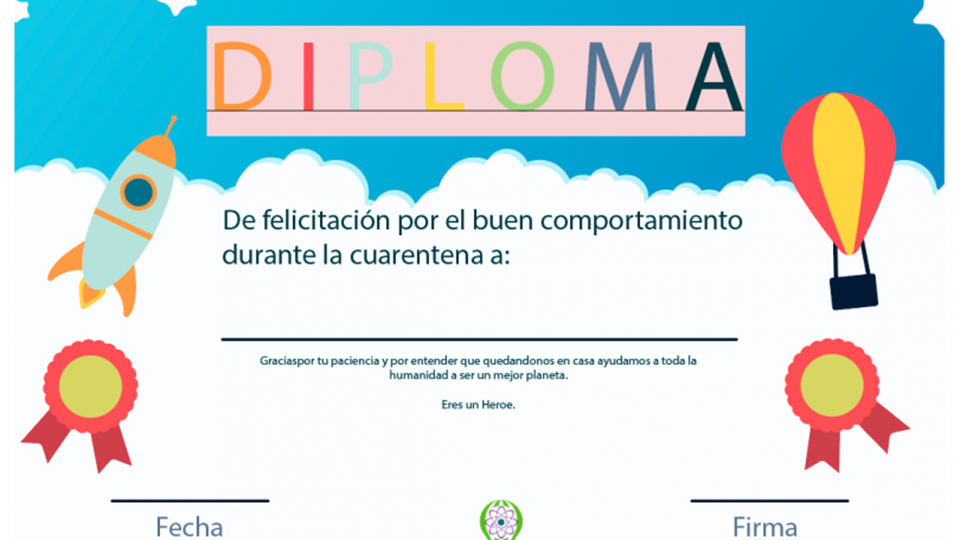 DIPLOMA
De felicitación por el buen comportamiento
durante la cuarentena a:
Graciaspor tu paciencia y por entender que quedandonos en casa ayudamos a toda la
humanidad a ser un mejor planeta.
Eres un Heroe.
Fecha
Firma